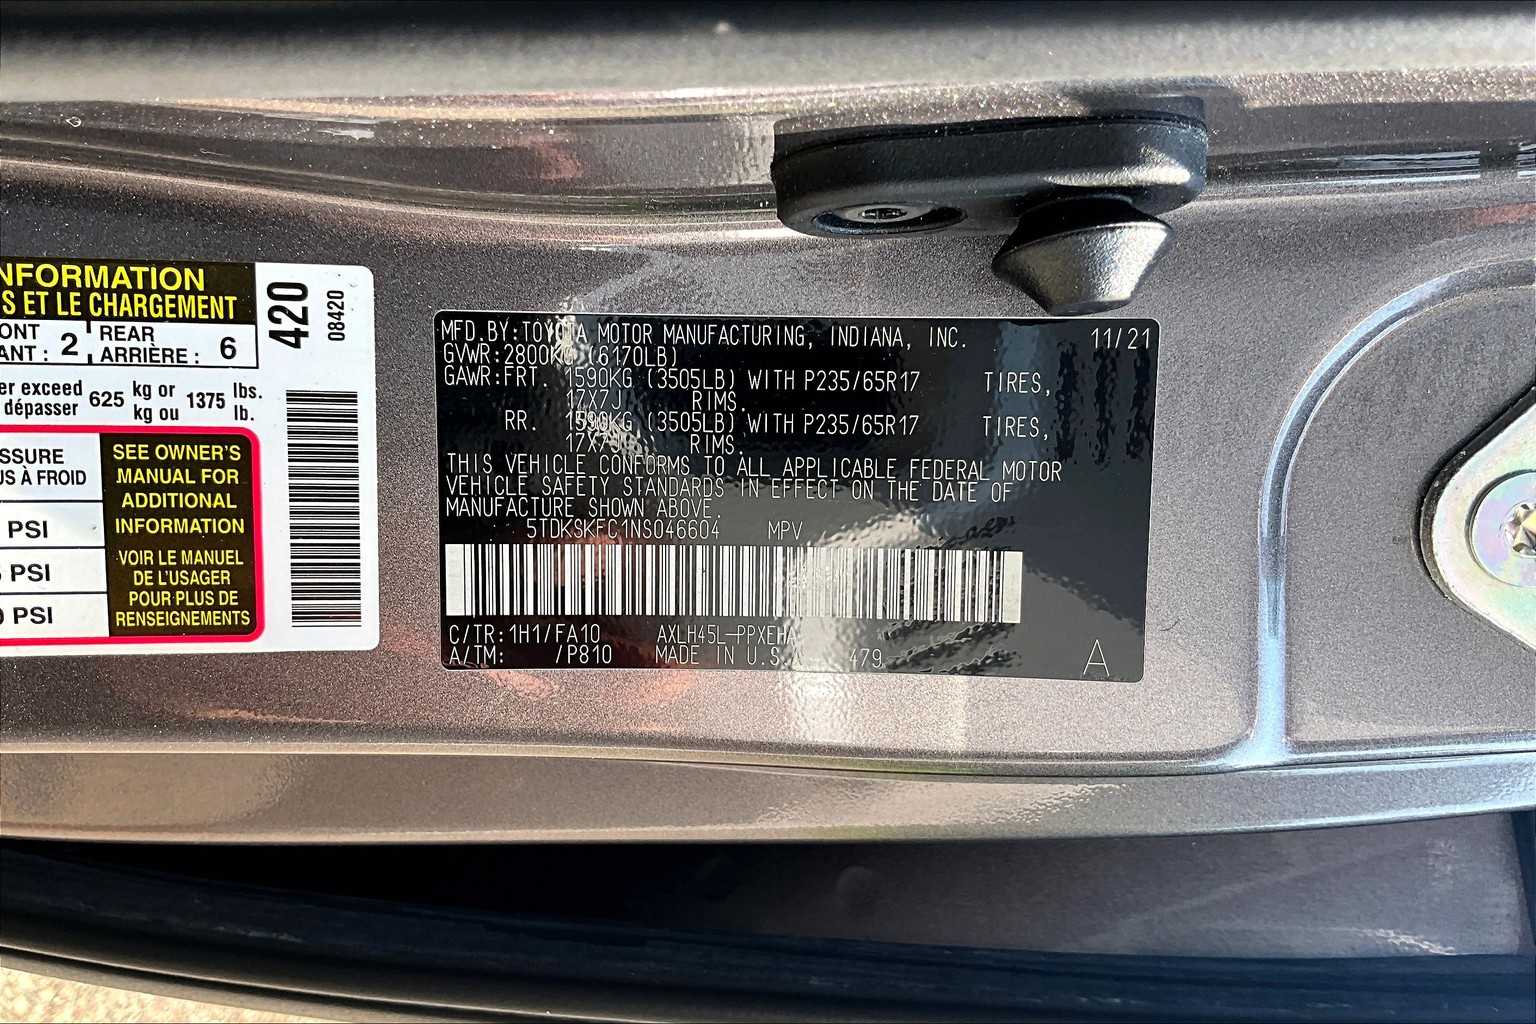 NFORMATION
S ET LE CHARGEMENT
ONT 2 REAR 6
ANT : ARRIÈRE :
er exceed 625 kg or 1375 lbs.
dépasser kg ou lb.
SSURE
US À FROID
PSI
PSI
PSI
SEE OWNER'S
MANUAL FOR
ADDITIONAL
INFORMATION
VOIR LE MANUEL
DE L'USAGER
POUR PLUS DE
RENSEIGNEMENTS
420
08420
MFD.BY:TOYOTA MOTOR MANUFACTURING, INDIANA, INC. 11/21
GVWR:2800KG (6170LB)
GAWR:FRT. 1590KG (3505LB) WITH P235/65R17 TIRES,
17X7J RIMS.
RR. 1590KG (3505LB) WITH P235/65R17 TIRES,
17X7J RIMS.
THIS VEHICLE CONFORMS TO ALL APPLICABLE FEDERAL MOTOR
VEHICLE SAFETY STANDARDS IN EFFECT ON THE DATE OF
MANUFACTURE SHOWN ABOVE.
5TDKSKFC1NS046604 MPV
C/TR:1H1/FA10 AXLH45L-PPXEHA
A/TM: /P810 MADE IN U.S.A. 479
A